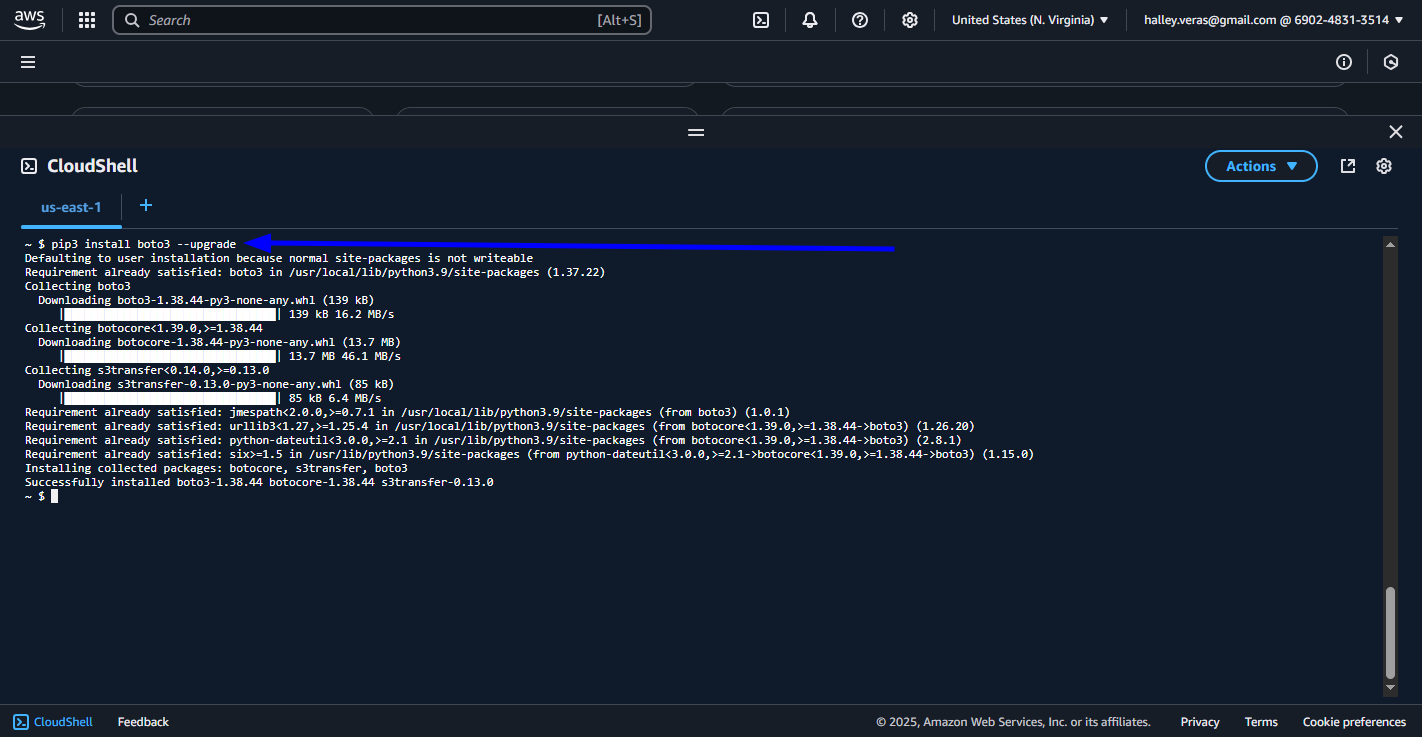 aws Search [Alt+S] United States (N. Virginia) halley.veras@gmail.com @ 6902-4831-3514
CloudShell Actions
us-east-1 +
~ $ pip3 install boto3 --upgrade
Defaulting to user installation because normal site-packages is not writeable
Requirement already satisfied: boto3 in /usr/local/lib/python3.9/site-packages (1.37.22)
Collecting boto3
  Downloading boto3-1.38.44-py3-none-any.whl (139 kB)
     |████████████████████████████████| 139 kB 16.2 MB/s
Collecting botocore<1.39.0,>=1.38.44
  Downloading botocore-1.38.44-py3-none-any.whl (13.7 MB)
     |████████████████████████████████| 13.7 MB 46.1 MB/s
Collecting s3transfer<0.14.0,>=0.13.0
  Downloading s3transfer-0.13.0-py3-none-any.whl (85 kB)
     |████████████████████████████████| 85 kB 6.4 MB/s
Requirement already satisfied: jmespath<2.0.0,>=0.7.1 in /usr/local/lib/python3.9/site-packages (from boto3) (1.0.1)
Requirement already satisfied: urllib3<1.27,>=1.25.4 in /usr/local/lib/python3.9/site-packages (from botocore<1.39.0,>=1.38.44->boto3) (1.26.20)
Requirement already satisfied: python-dateutil<3.0.0,>=2.1 in /usr/lib/python3.9/site-packages (from botocore<1.39.0,>=1.38.44->boto3) (2.8.1)
Requirement already satisfied: six>=1.5 in /usr/lib/python3.9/site-packages (from python-dateutil<3.0.0,>=2.1->botocore<1.39.0,>=1.38.44->boto3) (1.15.0)
Installing collected packages: botocore, s3transfer, boto3
Successfully installed boto3-1.38.44 botocore-1.38.44 s3transfer-0.13.0
~ $
CloudShell Feedback © 2025, Amazon Web Services, Inc. or its affiliates. Privacy Terms Cookie preferences